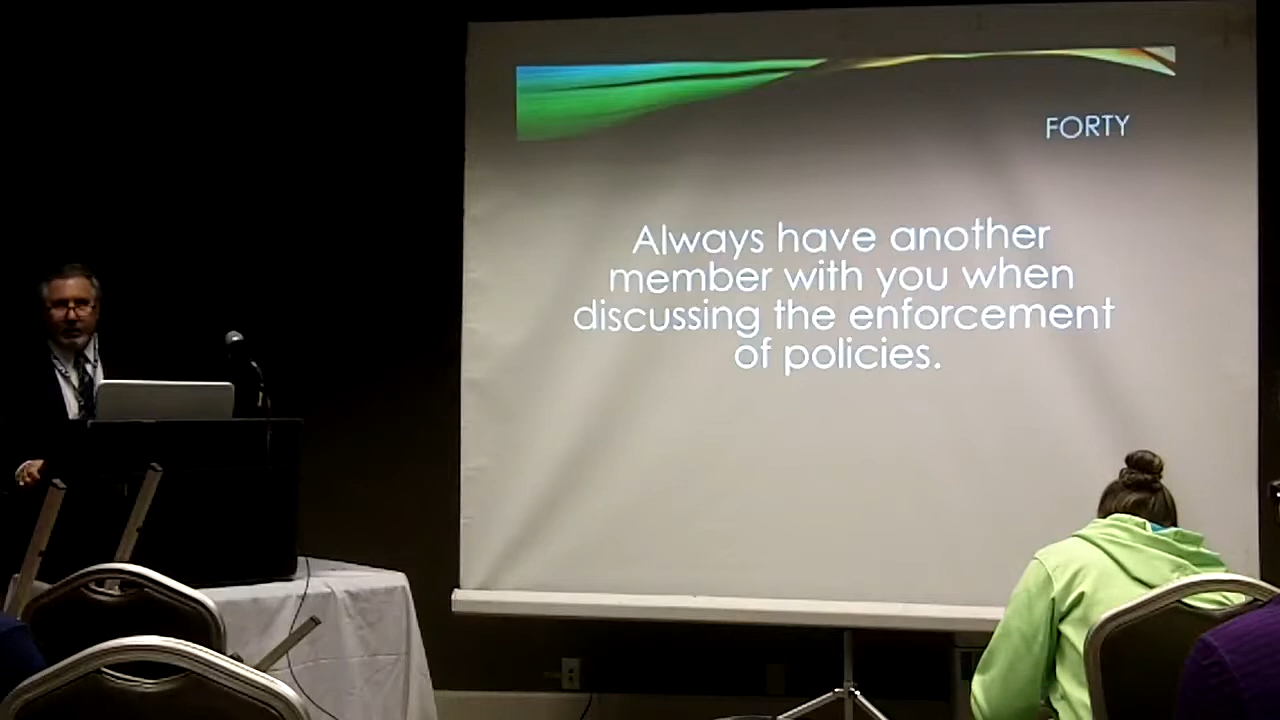 FORTY
Always have another
member with you when
discussing the enforcement
of policies.